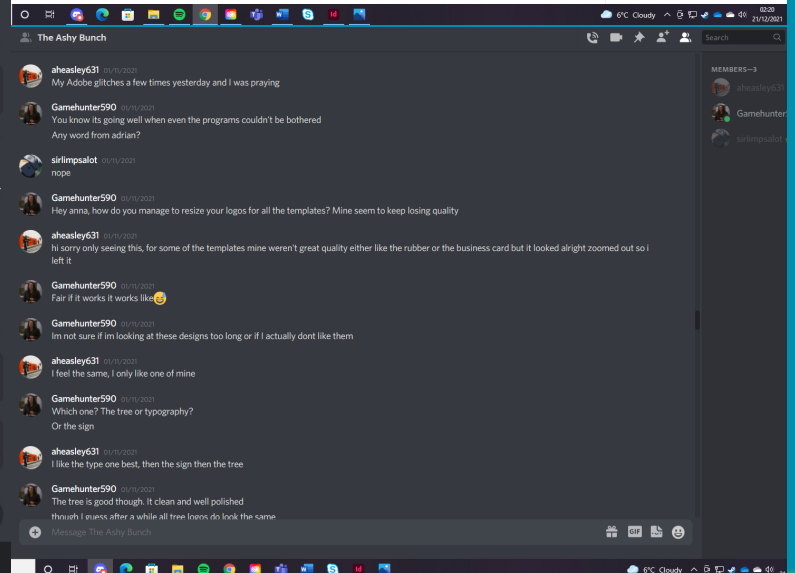 6°C Cloudy
02:20
21/12/2021
The Ashy Bunch
Search
aheasley631 01/11/2021
My Adobe glitches a few times yesterday and I was praying
MEMBERS—3
aheasley631
Gamehunter590 01/11/2021
You know its going well when even the programs couldn't be bothered
Any word from adrian?
Gamehunter
sirlimpsalot
sirlimpsalot 01/11/2021
nope
Gamehunter590 01/11/2021
Hey anna, how do you manage to resize your logos for all the templates? Mine seem to keep losing quality
aheasley631 01/11/2021
hi sorry only seeing this, for some of the templates mine weren't great quality either like the rubber or the business card but it looked alright zoomed out so i
left it
Gamehunter590 01/11/2021
Fair if it works it works like😅
Gamehunter590 01/11/2021
Im not sure if im looking at these designs too long or if I actually dont like them
aheasley631 01/11/2021
I feel the same, I only like one of mine
Gamehunter590 01/11/2021
Which one? The tree or typography?
Or the sign
aheasley631 01/11/2021
I like the type one best, then the sign then the tree
Gamehunter590 01/11/2021
The tree is good though. It clean and well polished
though I guess after a while all tree logos do look the same
Message The Ashy Bunch
GIF
6°C Cloudy